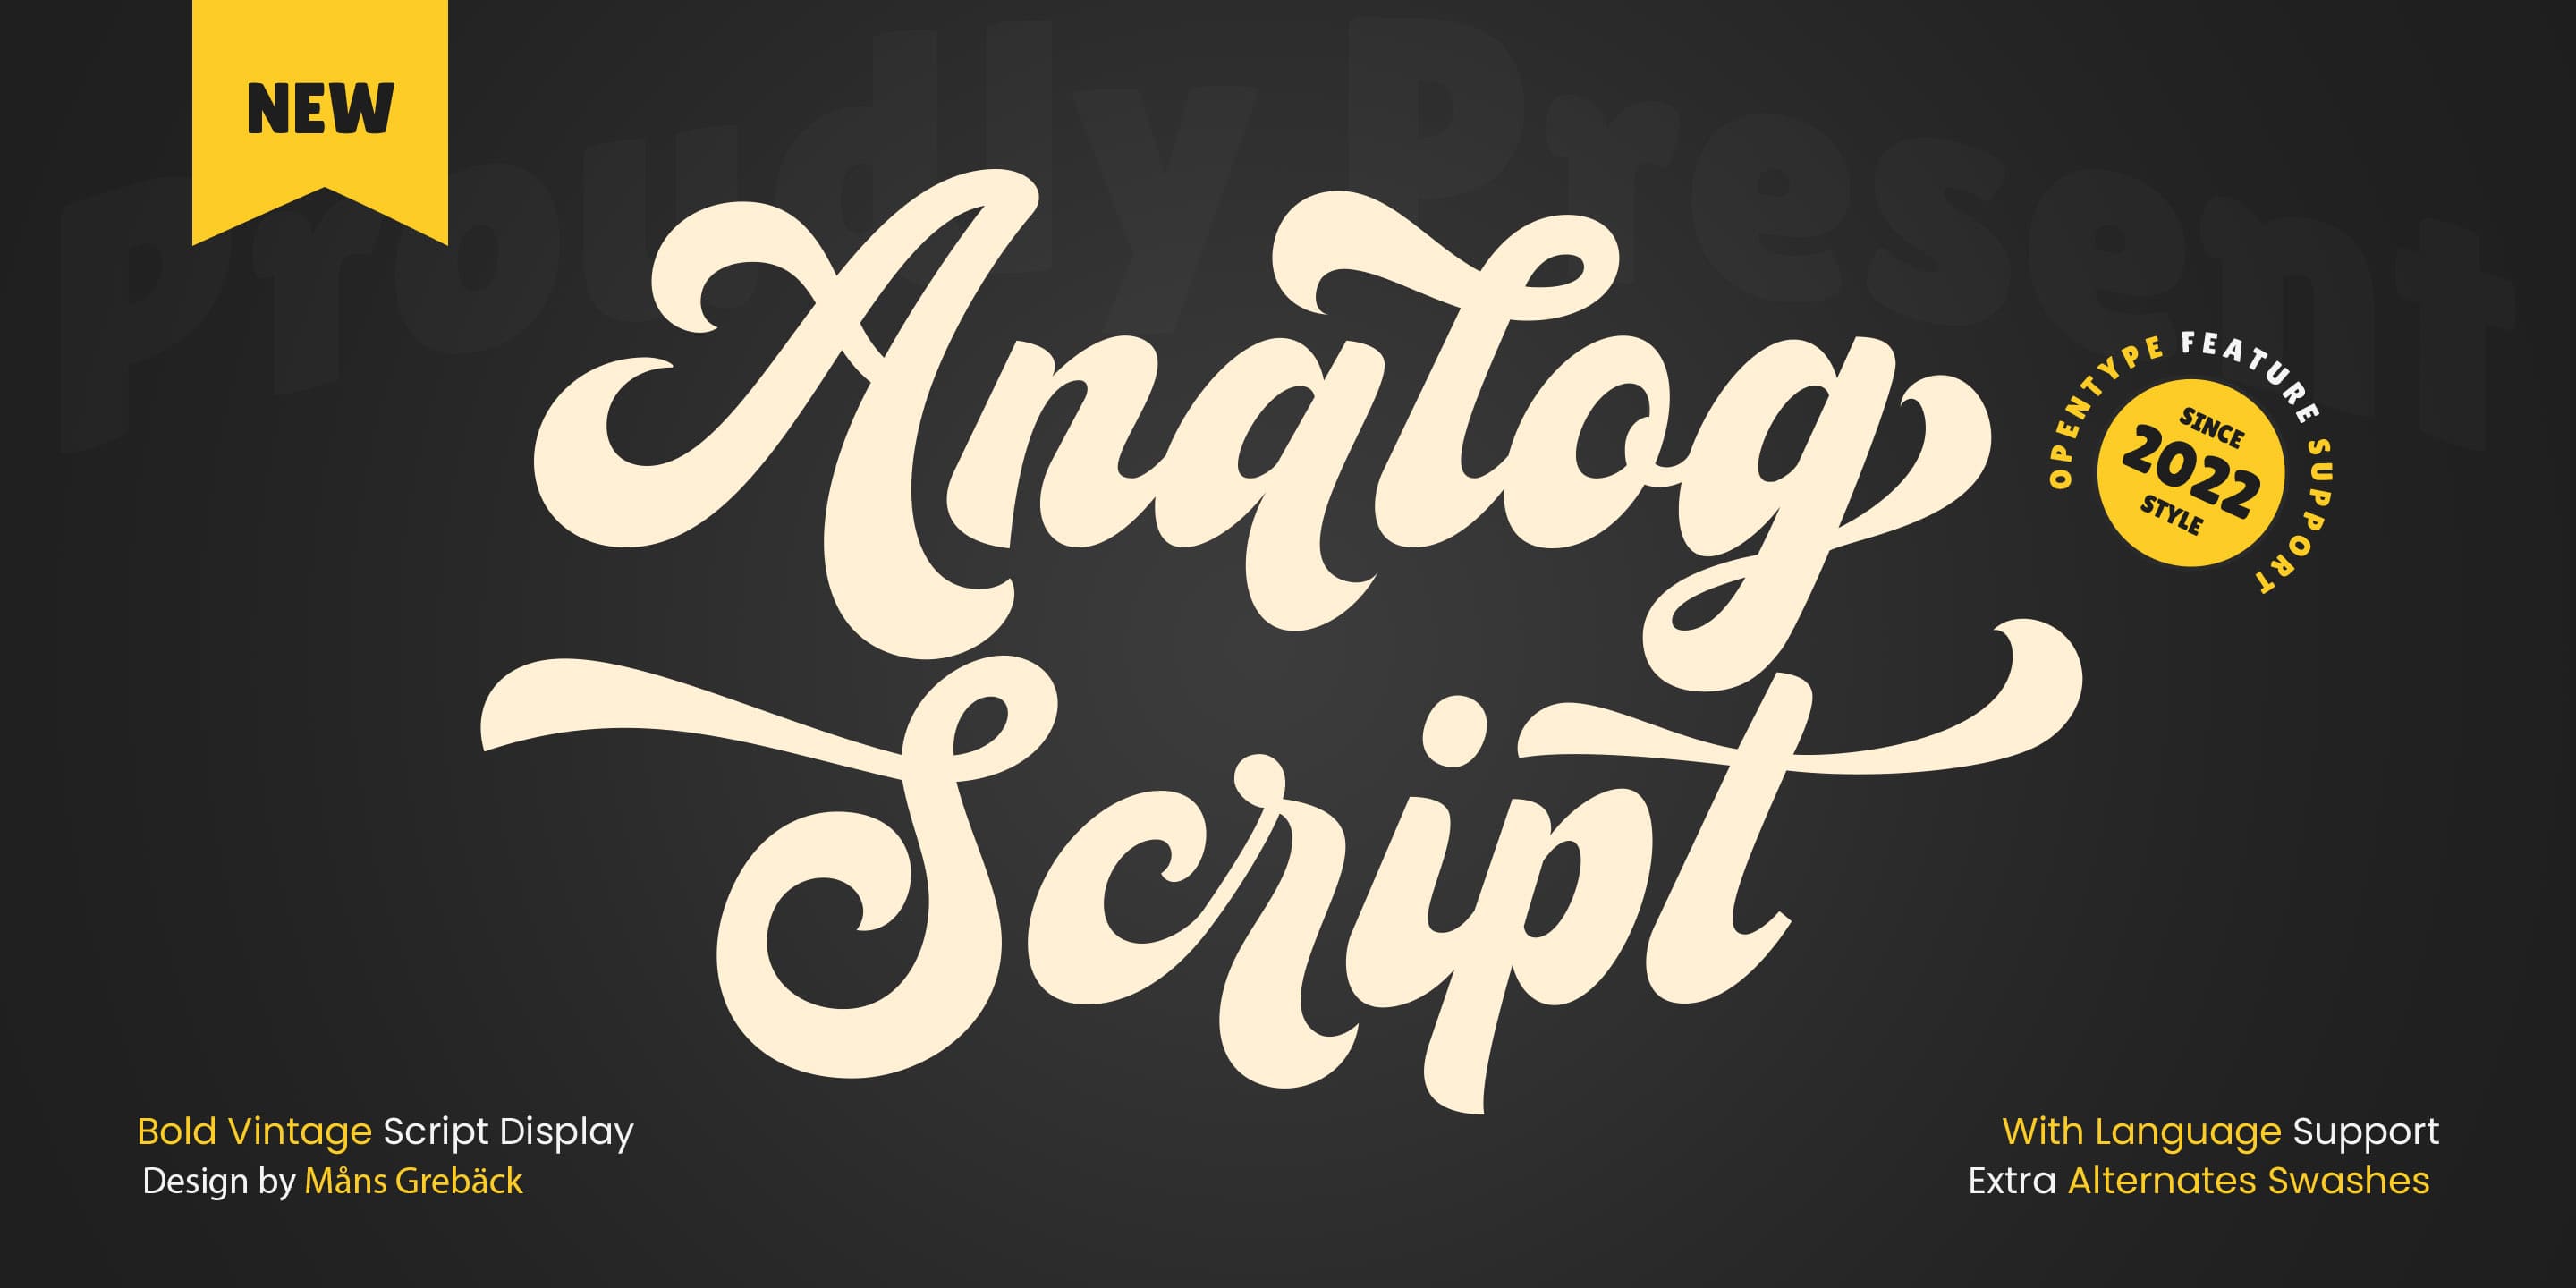 Proudly Present
NEW
Analog
Script
OPENTYPE FEATURE SUPPORT
SINCE
2022
STYLE
Bold Vintage Script Display
Design by Måns Grebäck
With Language Support
Extra Alternates Swashes